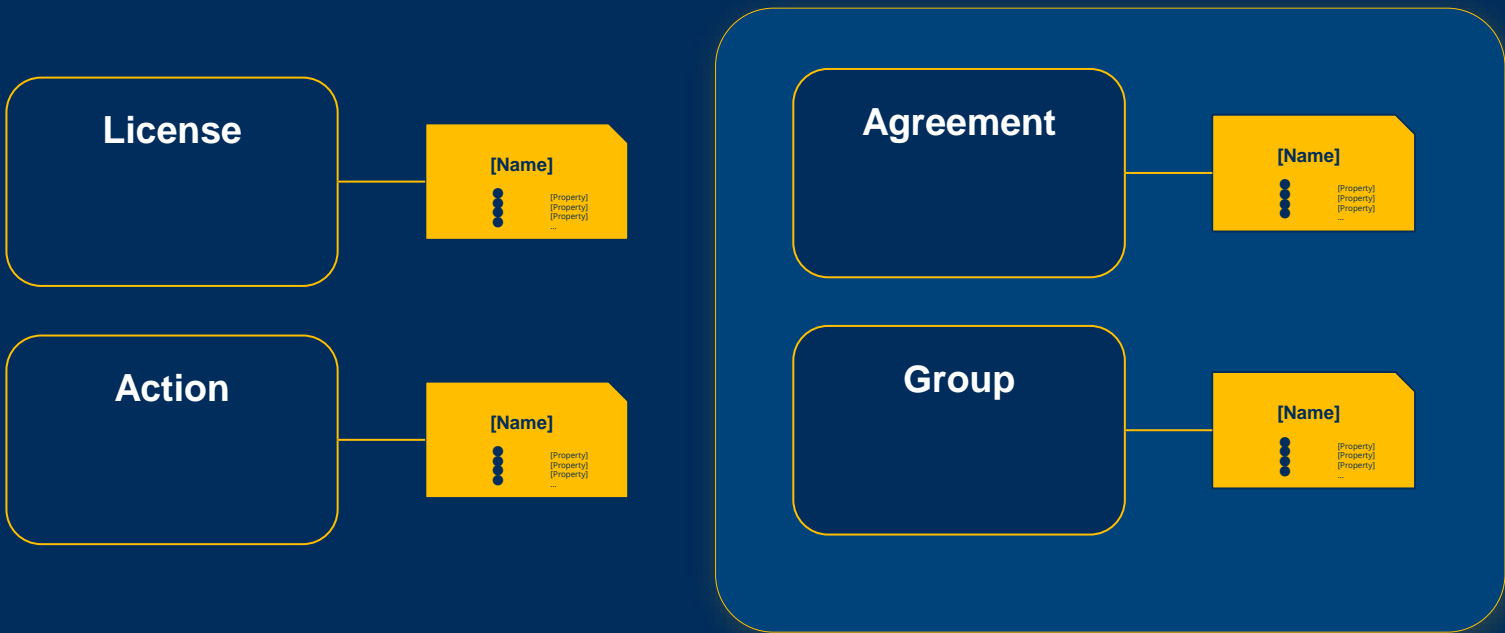 License
[Name]
[Property]
[Property]
[Property]
...
Agreement
[Name]
[Property]
[Property]
[Property]
...
Action
[Name]
[Property]
[Property]
[Property]
...
Group
[Name]
[Property]
[Property]
[Property]
...